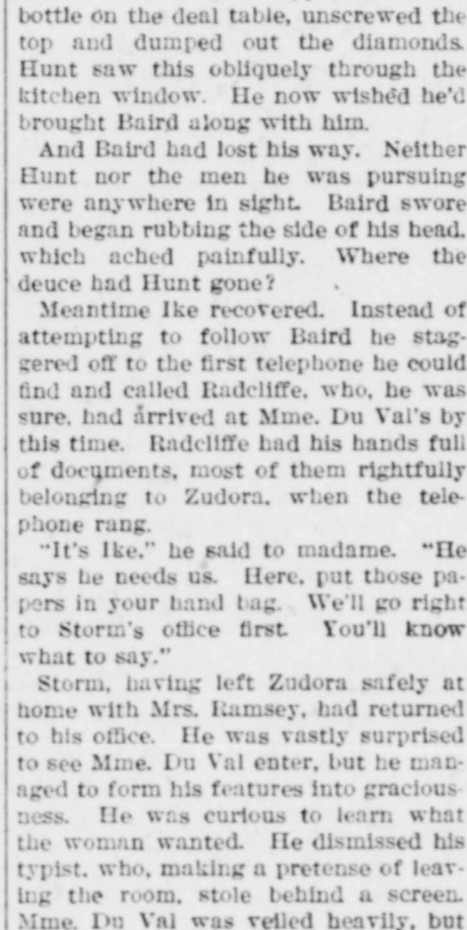 bottle on the deal table, unscrewed the
top and dumped out the diamonds.
Hunt saw this obliquely through the
kitchen window. He now wished he'd
brought Baird along with him.
And Baird had lost his way. Neither
Hunt nor the men he was pursuing
were anywhere in sight. Baird swore
and began rubbing the side of his head,
which ached painfully. Where the
deuce had Hunt gone?
Meantime Ike recovered. Instead of
attempting to follow Baird he stag-
gered off to the first telephone he could
find and called Radcliffe, who, he was
sure, had arrived at Mme. Du Val's by
this time. Radcliffe had his hands full
of documents, most of them rightfully
belonging to Zudora, when the tele-
phone rang.
"It's Ike," he said to madame. "He
says he needs us. Here, put those pa-
pers in your hand bag. We'll go right
to Storm's office first. You'll know
what to say."
Storm, having left Zudora safely at
home with Mrs. Ramsey, had returned
to his office. He was vastly surprised
to see Mme. Du Val enter, but he man-
aged to form his features into gracious-
ness. He was curious to learn what
the woman wanted. He dismissed his
typist, who, making a pretense of leav-
ing the room, stole behind a screen.
Mme. Du Val was veiled heavily, but